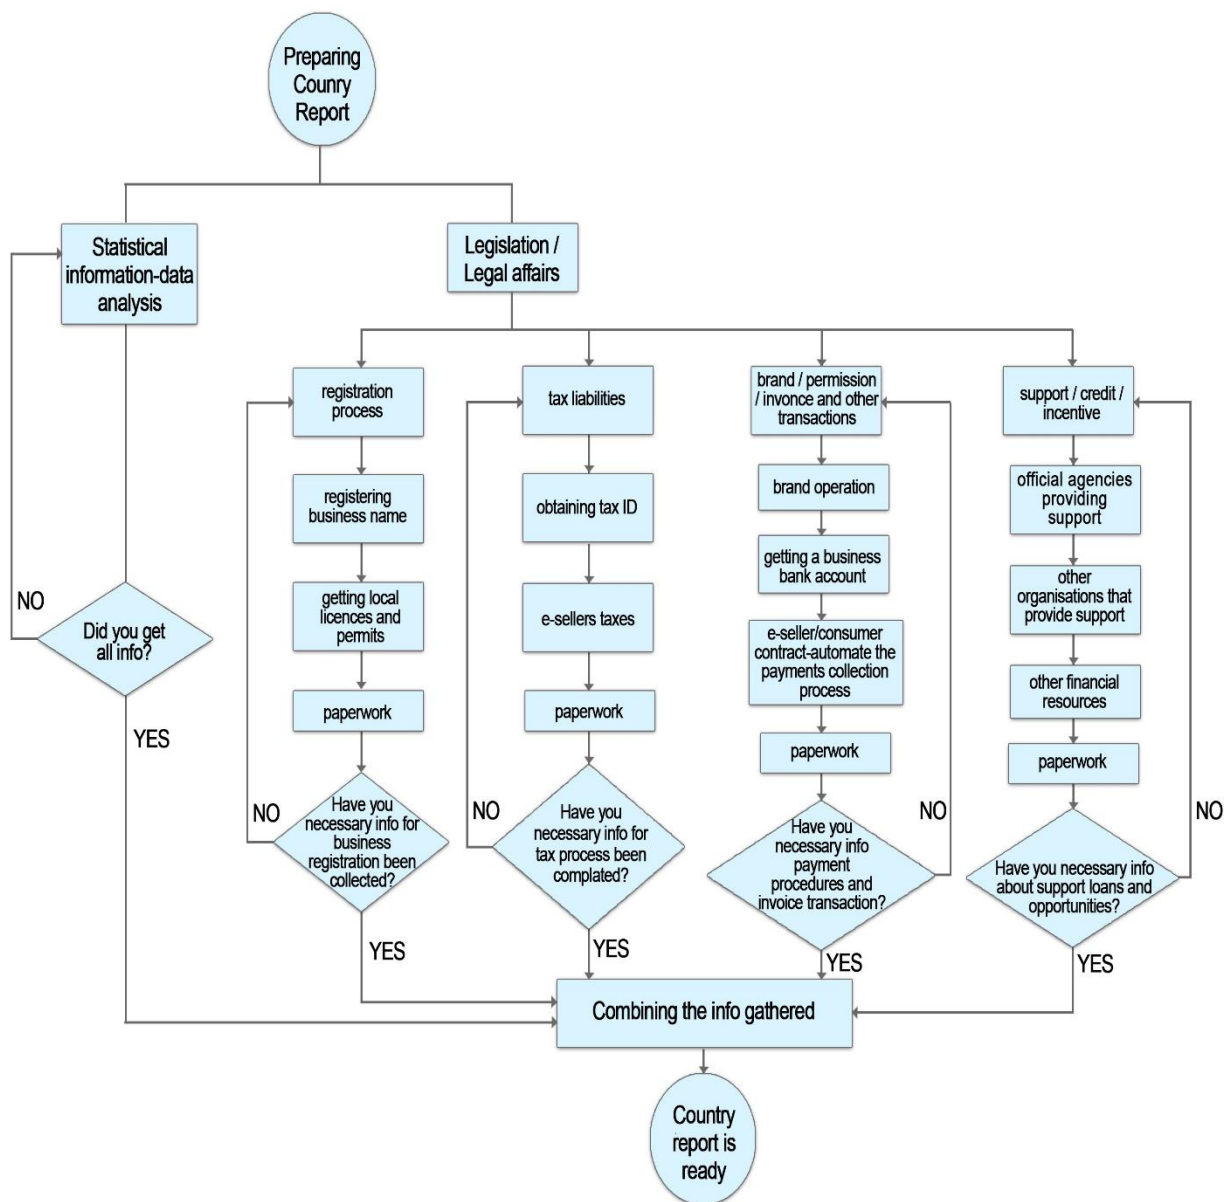 Preparing
Counry
Report
Statistical
information-data
analysis
Legislation /
Legal affairs
NO
Did you get
all info?
YES
registration
process
registering
business name
getting local
licences and
permits
paperwork
NO
Have you
necessary info for
business
registration been
collected?
YES
tax liabilities
obtaining tax ID
e-sellers taxes
paperwork
NO
Have you
necessary info for
tax process been
complated?
YES
brand / permission
/ invonce and other
transactions
brand operation
getting a business
bank account
e-seller/consumer
contract-automate the
payments collection
process
paperwork
NO
Have you
necessary info
payment
procedures and
invoice transaction?
YES
support / credit /
incentive
official agencies
providing
support
other
organisations that
provide support
other financial
resources
paperwork
NO
Have you necessary info
about support loans and
opportunities?
YES
Combining the info gathered
Country
report is
ready